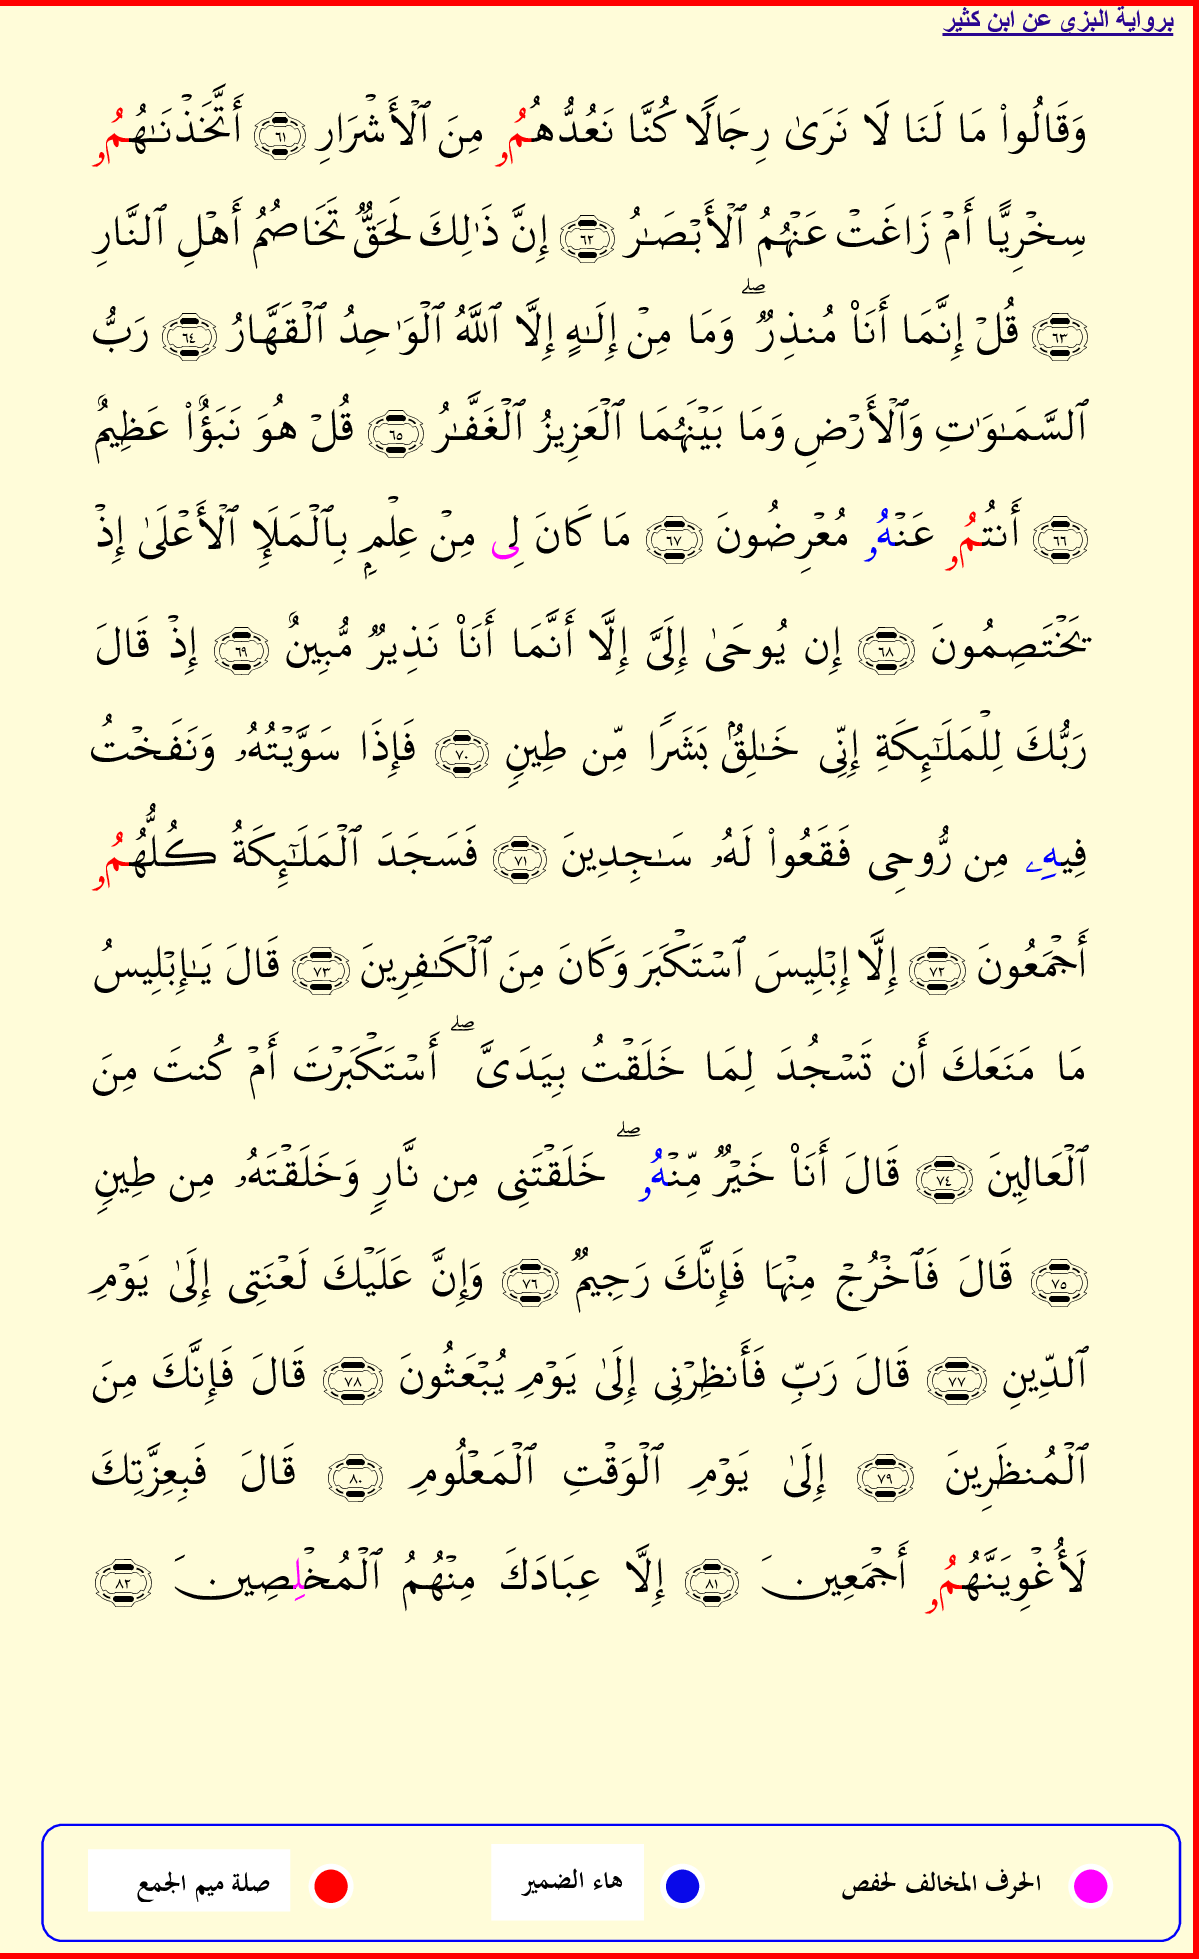 برواية البزي عن ابن كثير
وَقَالُوا۟ مَا لَنَا لَا نَرَىٰ رِجَالًا كُنَّا نَعُدُّهُمُۥ مِنَ ٱلْأَشْرَارِ ٦١ أَتَّخَذْنَـٰهُمُۥ
سِخْرِيًّا أَمْ زَاغَتْ عَنْهُمُ ٱلْأَبْصَـٰرُ ٦٢ إِنَّ ذَٰلِكَ لَحَقٌّ تَخَاصُمُ أَهْلِ ٱلنَّارِ
٦٣ قُلْ إِنَّمَا أَنَا۠ مُنذِرٌ ۖ وَمَا مِنْ إِلَـٰهٍ إِلَّا ٱللَّهُ ٱلْوَٰحِدُ ٱلْقَهَّارُ ٦٤ رَبُّ
ٱلسَّمَـٰوَٰتِ وَٱلْأَرْضِ وَمَا بَيْنَهُمَا ٱلْعَزِيزُ ٱلْغَفَّـٰرُ ٦٥ قُلْ هُوَ نَبَؤٌا۟ عَظِيمٌ
٦٦ أَنتُمُۥ عَنْهُۥ مُعْرِضُونَ ٦٧ مَا كَانَ لِى مِنْ عِلْمٍ بِٱلْمَلَإِ ٱلْأَعْلَىٰ إِذْ
يَخْتَصِمُونَ ٦٨ إِن يُوحَىٰ إِلَىَّ إِلَّا أَنَّمَا أَنَا۠ نَذِيرٌ مُّبِينٌ ٦٩ إِذْ قَالَ
رَبُّكَ لِلْمَلَـٰٓئِكَةِ إِنِّى خَـٰلِقٌ بَشَرًا مِّن طِينٍ ٧٠ فَإِذَا سَوَّيْتُهُۥ وَنَفَخْتُ
فِيهِۦ مِن رُّوحِى فَقَعُوا۟ لَهُۥ سَـٰجِدِينَ ٧١ فَسَجَدَ ٱلْمَلَـٰٓئِكَةُ كُلُّهُمُۥ
أَجْمَعُونَ ٧٢ إِلَّا إِبْلِيسَ ٱسْتَكْبَرَ وَكَانَ مِنَ ٱلْكَـٰفِرِينَ ٧٣ قَالَ يَـٰإِبْلِيسُ
مَا مَنَعَكَ أَن تَسْجُدَ لِمَا خَلَقْتُ بِيَدَىَّ ۖ أَسْتَكْبَرْتَ أَمْ كُنتَ مِنَ
ٱلْعَالِينَ ٧٤ قَالَ أَنَا۠ خَيْرٌ مِّنْهُۥ ۖ خَلَقْتَنِى مِن نَّارٍ وَخَلَقْتَهُۥ مِن طِينٍ
٧٥ قَالَ فَٱخْرُجْ مِنْهَا فَإِنَّكَ رَجِيمٌ ٧٦ وَإِنَّ عَلَيْكَ لَعْنَتِى إِلَىٰ يَوْمِ
ٱلدِّينِ ٧٧ قَالَ رَبِّ فَأَنظِرْنِى إِلَىٰ يَوْمِ يُبْعَثُونَ ٧٨ قَالَ فَإِنَّكَ مِنَ
ٱلْمُنظَرِينَ ٧٩ إِلَىٰ يَوْمِ ٱلْوَقْتِ ٱلْمَعْلُومِ ٨٠ قَالَ فَبِعِزَّتِكَ
لَأُغْوِيَنَّهُمُۥ أَجْمَعِينَ ٨١ إِلَّا عِبَادَكَ مِنْهُمُ ٱلْمُخْلِصِينَ ٨٢
الحرف المخالف لحفص هاء الضمير صلة ميم الجمع